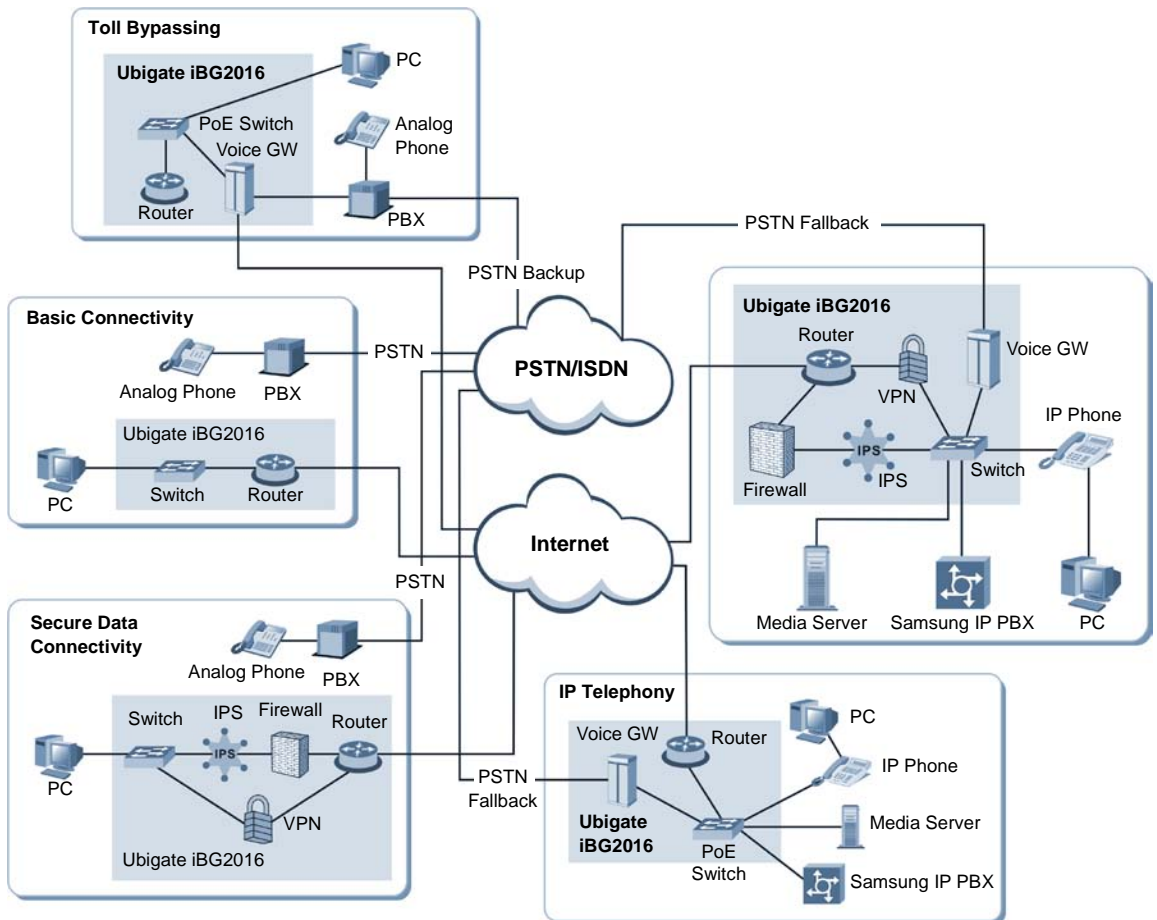 Toll Bypassing
Ubigate iBG2016
PC
PoE Switch
Voice GW
Analog
Phone
Router
PBX
PSTN Backup
PSTN Fallback
Basic Connectivity
Analog Phone
PBX
PSTN
Ubigate iBG2016
PC
Switch
Router
PSTN/ISDN
Internet
PSTN
Ubigate iBG2016
Router
VPN
Voice GW
IP Phone
Firewall
IPS
IPS
Switch
Media Server
Samsung IP PBX
PC
Secure Data
Connectivity
Analog Phone
PBX
Switch
IPS
Firewall
Router
IPS
PC
VPN
Ubigate iBG2016
PSTN
Fallback
IP Telephony
Voice GW
Router
PC
IP Phone
Ubigate
iBG2016
PoE
Switch
Media Server
Samsung IP PBX